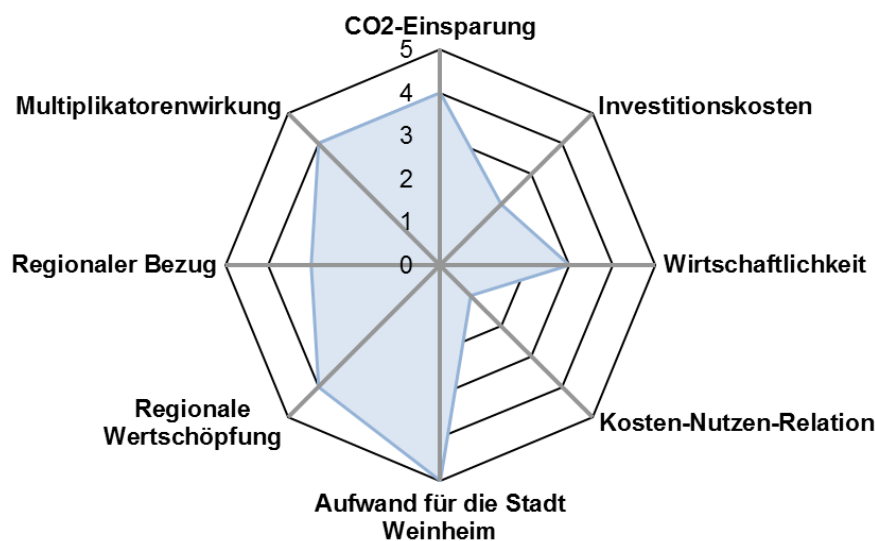 CO2-Einsparung
5
Multiplikatorenwirkung
4
Investitionskosten
3
2
1
Regionaler Bezug
0
Wirtschaftlichkeit
Regionale
Wertschöpfung
Kosten-Nutzen-Relation
Aufwand für die Stadt
Weinheim